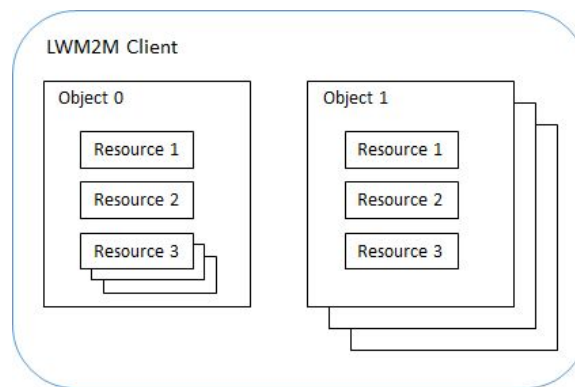 LWM2M Client
Object 0
Resource 1
Resource 2
Resource 3
Object 1
Resource 1
Resource 2
Resource 3